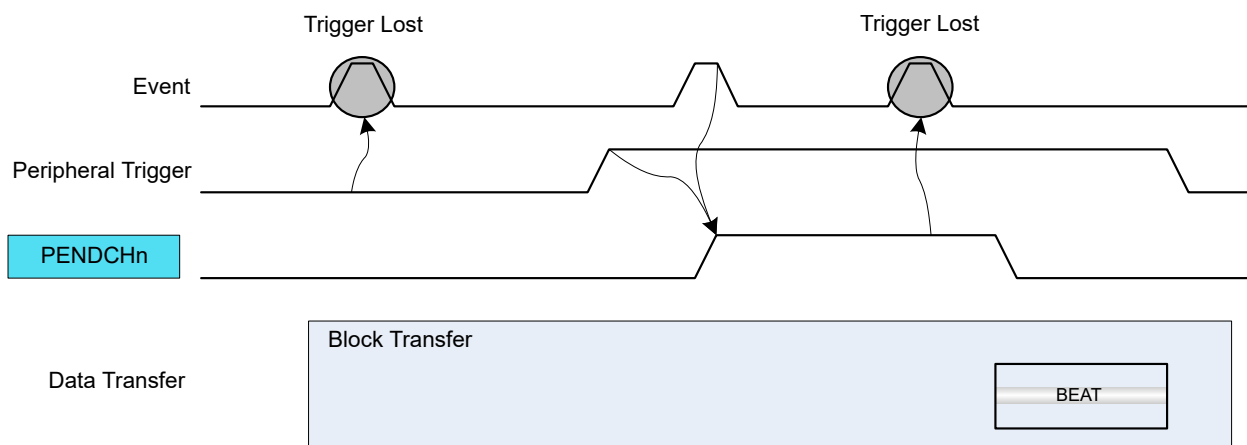 Trigger Lost
Trigger Lost
Event
Peripheral Trigger
PENDCHn
Block Transfer
Data Transfer
BEAT